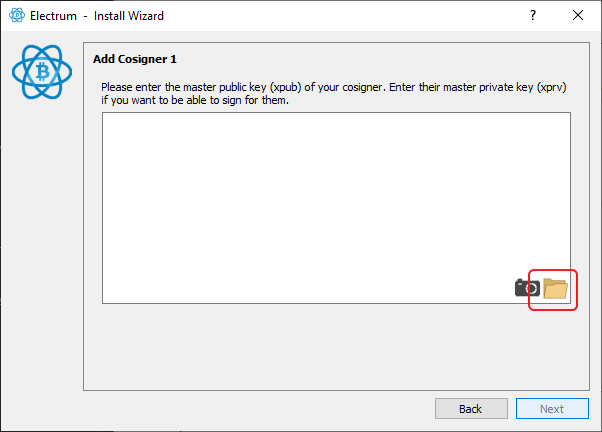 Electrum - Install Wizard
Add Cosigner 1
Please enter the master public key (xpub) of your cosigner. Enter their master private key (xprv)
if you want to be able to sign for them.
Back
Next